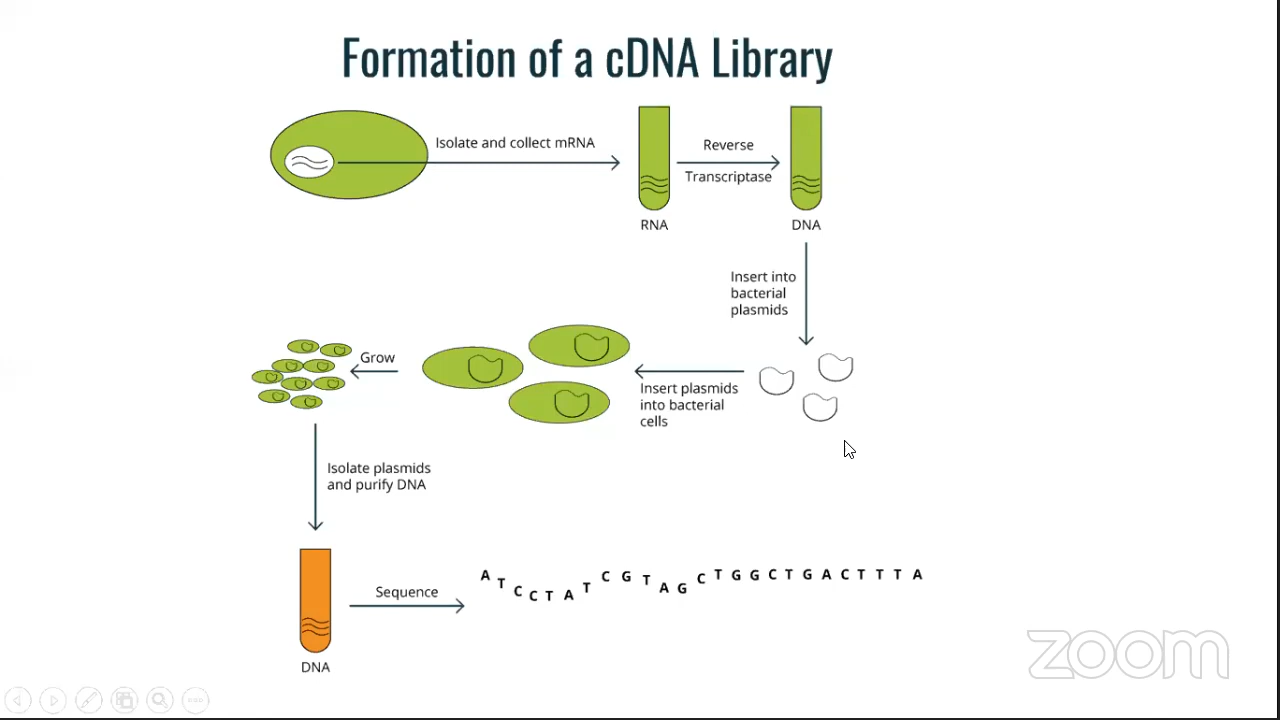 Formation of a cDNA Library
Isolate and collect mRNA
Reverse
Transcriptase
RNA
DNA
Insert into
bacterial
plasmids
Grow
Insert plasmids
into bacterial
cells
Isolate plasmids
and purify DNA
Sequence
A T C C T A T C G T A G C T G G C T G A C T T T A
DNA
zoom